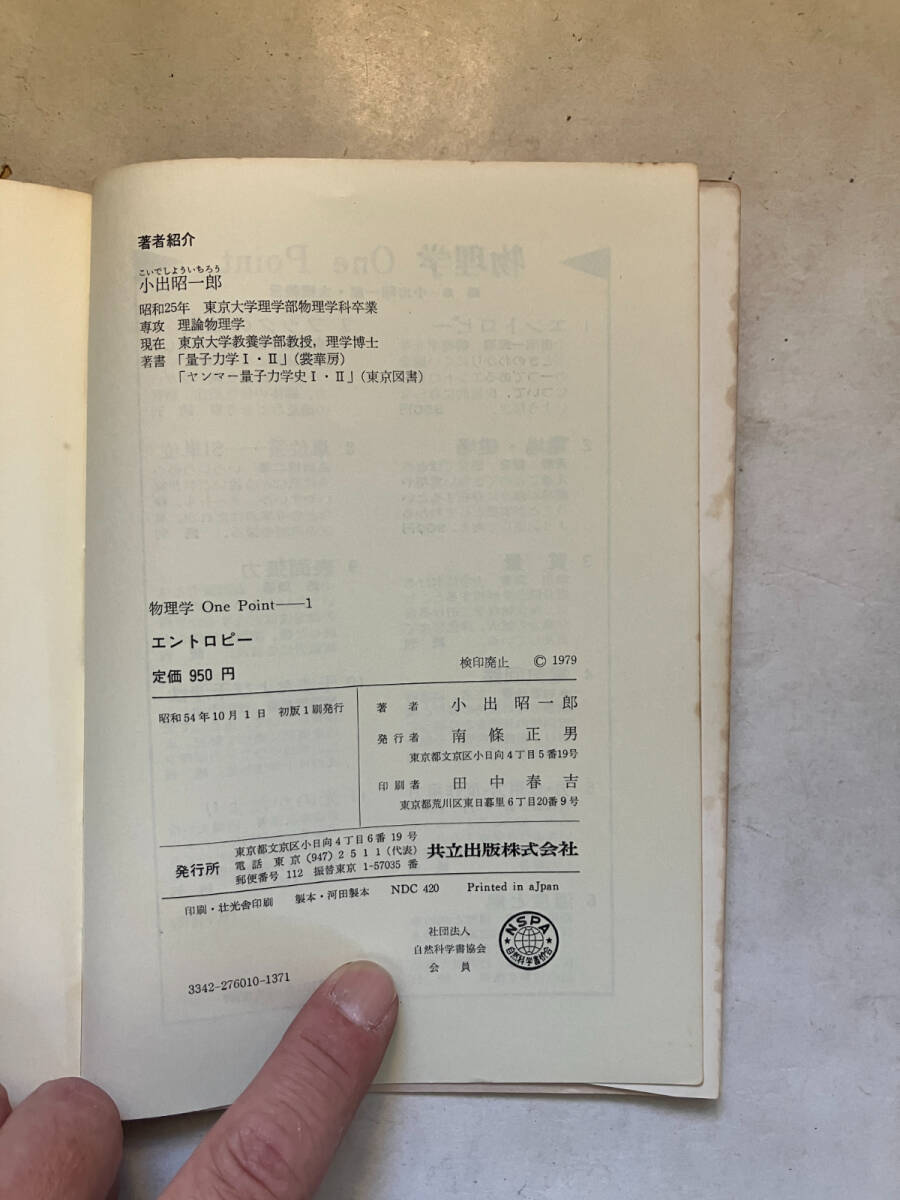 著者紹介
こいでしよういちろう
小出昭一郎
昭和25年 東京大学理学部物理学科卒業
専攻 理論物理学
現在 東京大学教養学部教授，理学博士
著書 「量子力学Ⅰ・Ⅱ」(裳華房)
「ヤンマー量子力学史Ⅰ・Ⅱ」(東京図書)
物理学 One Point——1
エントロピー
定価 950 円
検印廃止 © 1979
昭和54年10月1日 初版1刷発行
著者 小出昭一郎
発行者 南條正男
東京都文京区小日向4丁目5番19号
印刷者 田中春吉
東京都荒川区東日暮里6丁目20番9号
発行所
東京都文京区小日向4丁目6番19号
電話 東京(947)2511(代表)
郵便番号 112 振替東京 1-57035 番
共立出版株式会社
印刷・壮光舎印刷 製本・河田製本 NDC 420 Printed in aJpan
社団法人
自然科学書協会
会員
NSPA
自然科学書協会
3342-276010-1371